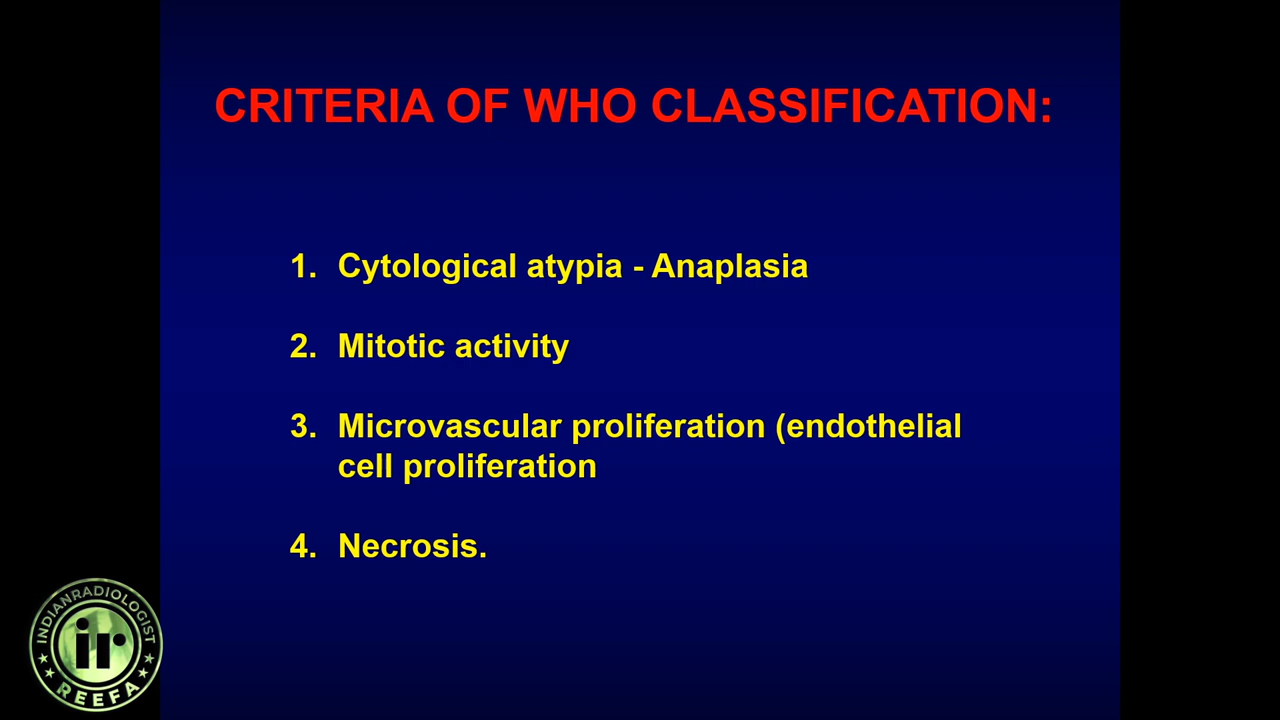 CRITERIA OF WHO CLASSIFICATION:
1. Cytological atypia - Anaplasia
2. Mitotic activity
3. Microvascular proliferation (endothelial
cell proliferation
4. Necrosis.
INDIANRADIOLOGIST
ir
REEFA